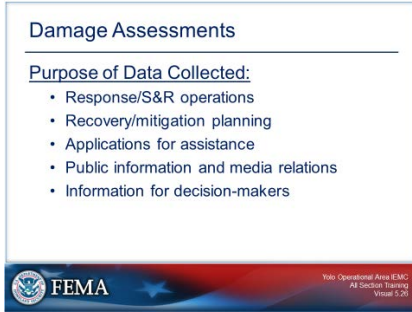 Damage Assessments
Purpose of Data Collected:
• Response/S&R operations
• Recovery/mitigation planning
• Applications for assistance
• Public information and media relations
• Information for decision-makers
FEMA
Yolo Operational Area IEMC
All Section Training
Visual 5.26